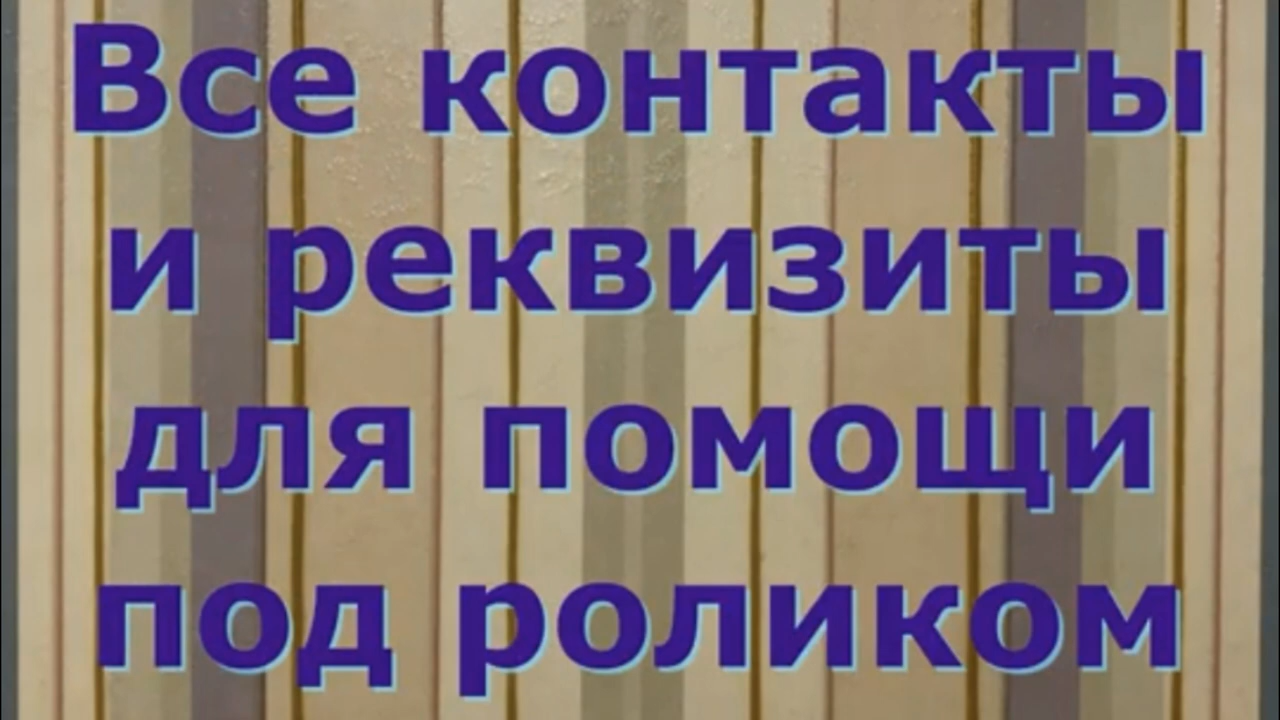 Все контакты
и реквизиты
для помощи
под роликом